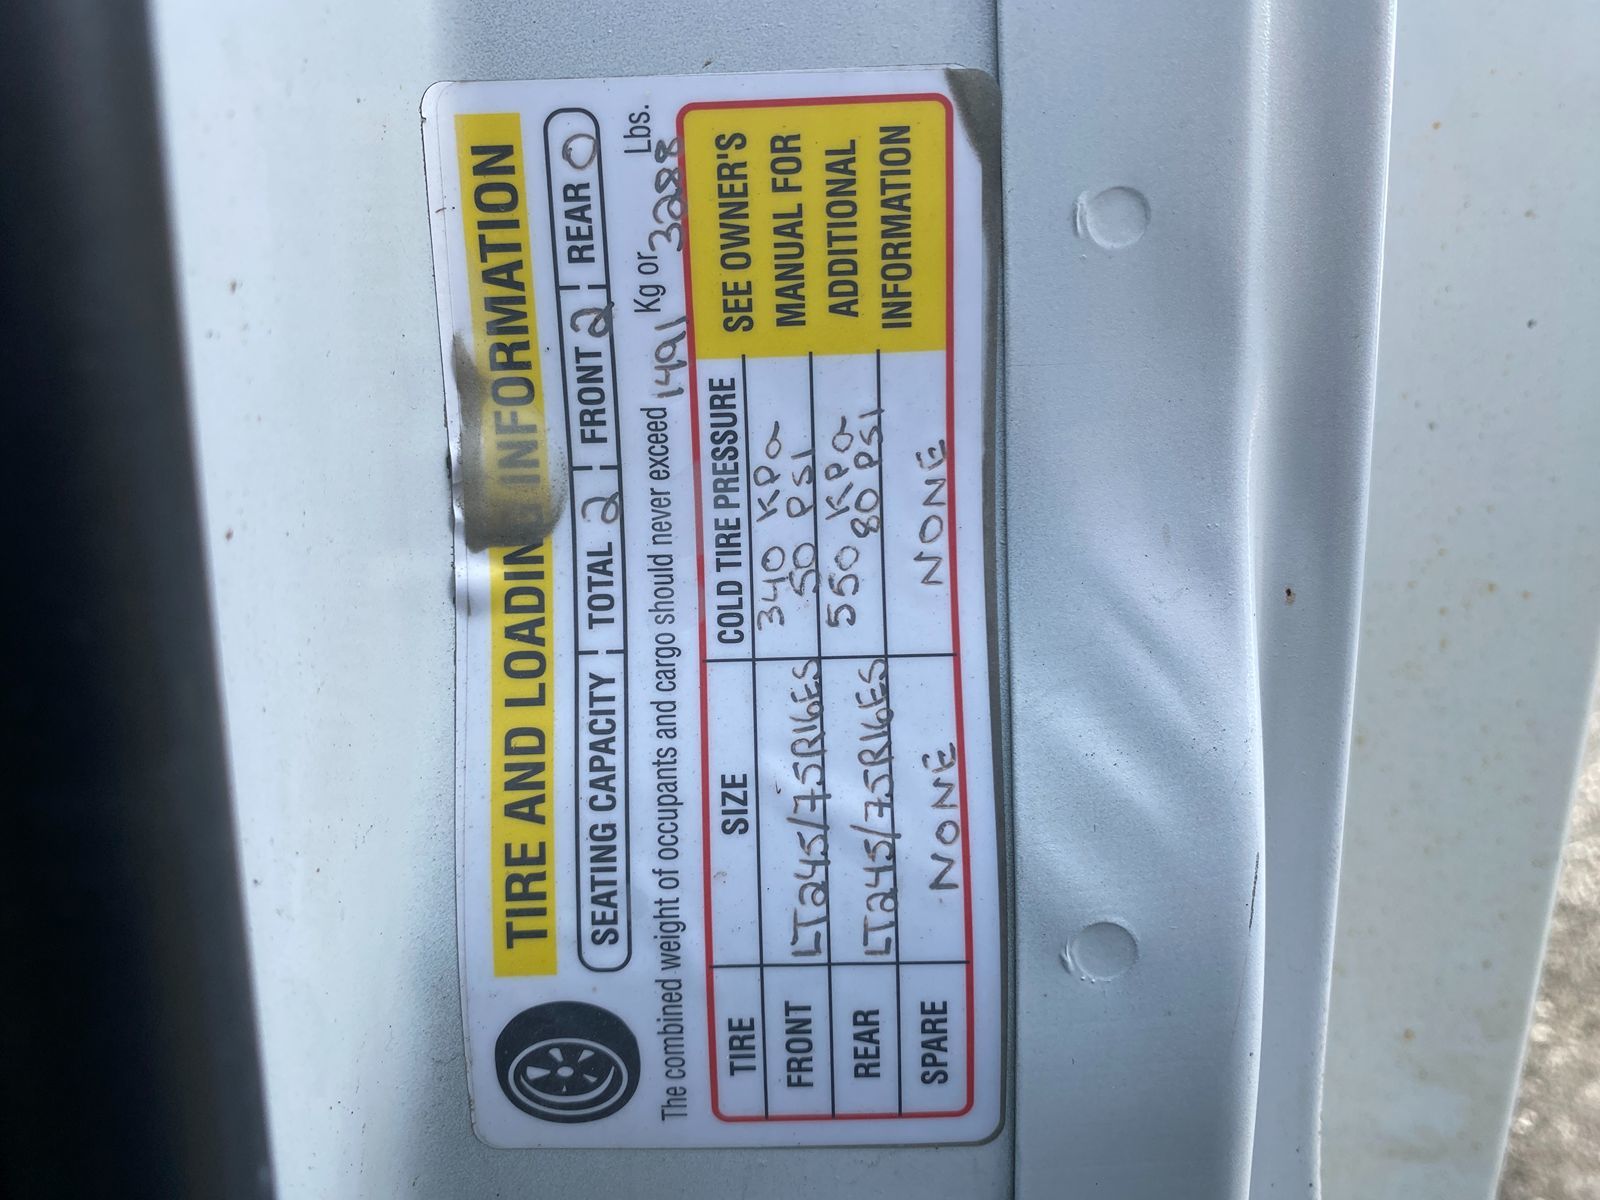 TIRE AND LOADING INFORMATION
SEATING CAPACITY TOTAL 2 FRONT 2 REAR 0
The combined weight of occupants and cargo should never exceed 1491 Kg or 3288 Lbs.
TIRE SIZE COLD TIRE PRESSURE
FRONT LT245/75R16ES 340 KPa
50 PSI
REAR LT245/75R16ES 550 KPa
80 PSI
SPARE NONE NONE
SEE OWNER'S
MANUAL FOR
ADDITIONAL
INFORMATION